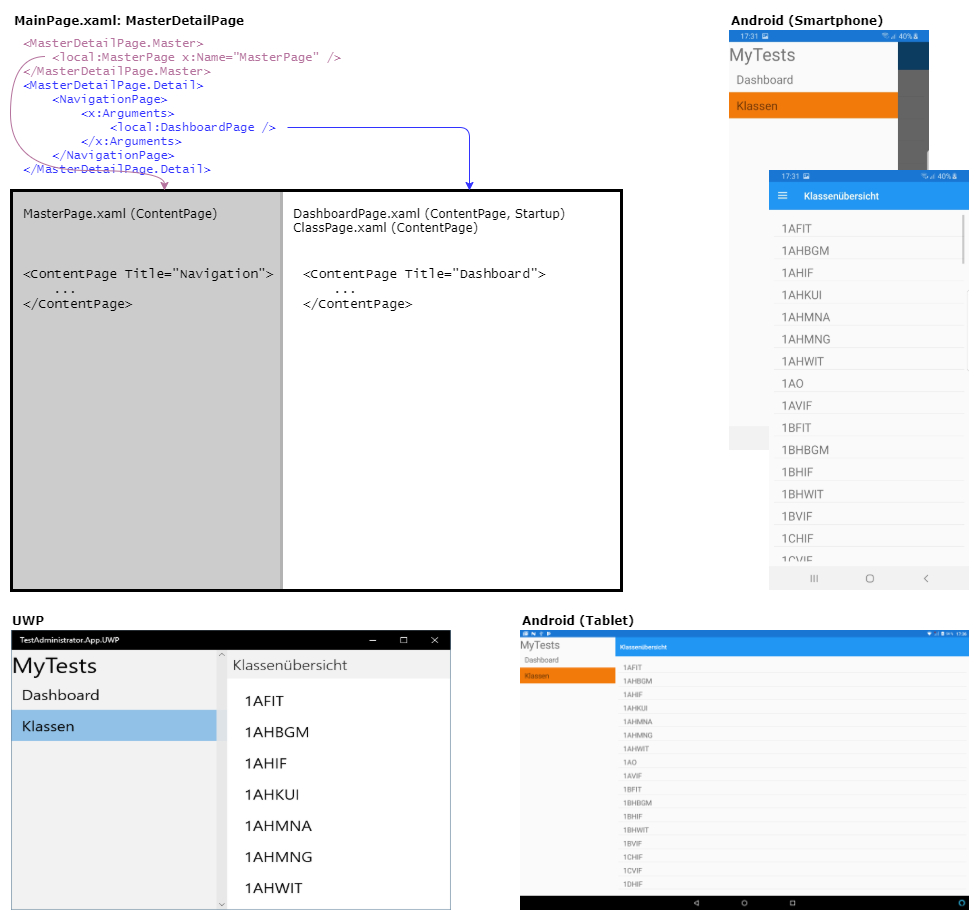 MainPage.xaml: MasterDetailPage
<MasterDetailPage.Master>
<local:MasterPage x:Name="MasterPage" />
</MasterDetailPage.Master>
<MasterDetailPage.Detail>
<NavigationPage>
<x:Arguments>
<local:DashboardPage />
</x:Arguments>
</NavigationPage>
</MasterDetailPage.Detail>
MasterPage.xaml (ContentPage)
<ContentPage Title="Navigation">
...
</ContentPage>
DashboardPage.xaml (ContentPage, Startup)
ClassPage.xaml (ContentPage)
<ContentPage Title="Dashboard">
...
</ContentPage>
Android (Smartphone)
17:31 40%
MyTests
Dashboard
Klassen
17:31 40%
Klassenübersicht
1AFIT
1AHBGM
1AHIF
1AHKUI
1AHMNA
1AHMNG
1AHWIT
1AO
1AVIF
1BFIT
1BHBGM
1BHIF
1BHWIT
1BVIF
1CHIF
1CVIF
UWP
TestAdministrator.App.UWP
MyTests
Dashboard
Klassen
Klassenübersicht
1AFIT
1AHBGM
1AHIF
1AHKUI
1AHMNA
1AHMNG
1AHWIT
Android (Tablet)
MyTests
Dashboard
Klassen
Klassenübersicht
1AFIT
1AHBGM
1AHIF
1AHKUI
1AHMNA
1AHMNG
1AHWIT
1AO
1AVIF
1BFIT
1BHBGM
1BHIF
1BHWIT
1BVIF
1CHIF
1CVIF
1DHIF